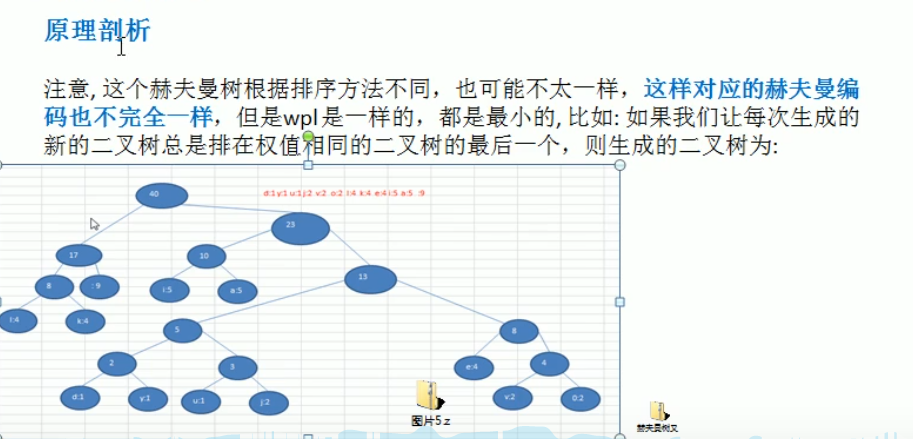 原理剖析
注意, 这个赫夫曼树根据排序方法不同，也可能不太一样，这样对应的赫夫曼编
码也不完全一样，但是wpl 是一样的，都是最小的, 比如: 如果我们让每次生成的
新的二叉树总是排在权值相同的二叉树的最后一个，则生成的二叉树为:
d:1 y:1 u:1 j:2 v:2 o:2 l:4 k:4 e:4 i:5 a:5 :9
40
23
17
10
13
8
: 9
i:5
a:5
l:4
k:4
5
8
2
3
e:4
4
d:1
y:1
u:1
j:2
v:2
0:2
图片5.z
赫夫曼树又